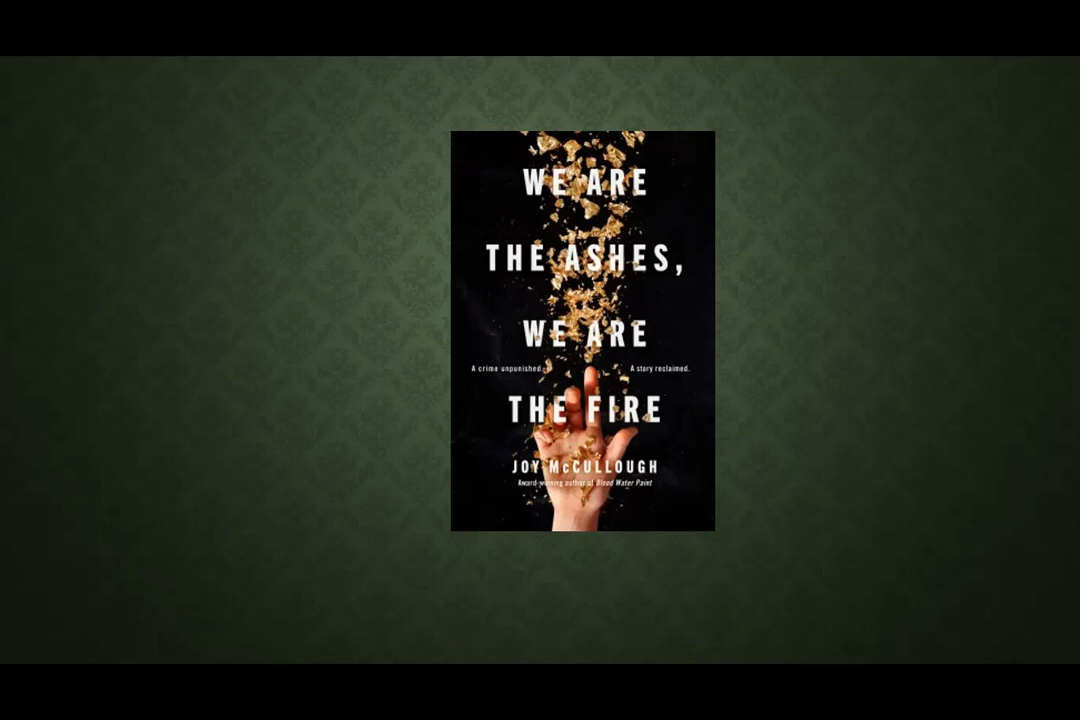 WE ARE
THE ASHES,
WE ARE
A crime unpunished. A story reclaimed.
THE FIRE
JOY McCULLOUGH
Award-winning author of Blood Water Paint